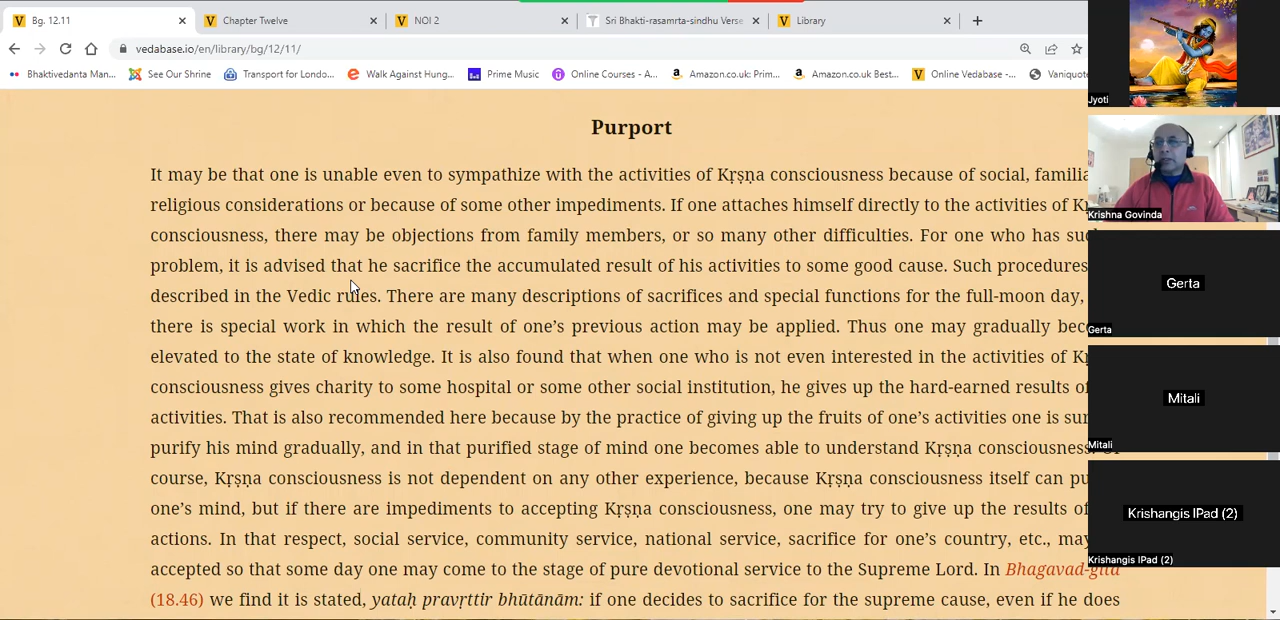 Bg. 12.11
Chapter Twelve
NOI 2
Sri Bhakti-rasamrta-sindhu Verse
Library
vedabase.io/en/library/bg/12/11/
Bhaktivedanta Man...
See Our Shrine
Transport for Londo...
Walk Against Hung...
Prime Music
Online Courses - A...
Amazon.co.uk: Prim...
Amazon.co.uk Best...
Online Vedabase -...
Vaniquote
Purport
It may be that one is unable even to sympathize with the activities of Kṛṣṇa consciousness because of social, familia
religious considerations or because of some other impediments. If one attaches himself directly to the activities of Kṛ
consciousness, there may be objections from family members, or so many other difficulties. For one who has such
problem, it is advised that he sacrifice the accumulated result of his activities to some good cause. Such procedures
described in the Vedic rules. There are many descriptions of sacrifices and special functions for the full-moon day,
there is special work in which the result of one’s previous action may be applied. Thus one may gradually bec
elevated to the state of knowledge. It is also found that when one who is not even interested in the activities of Kṛ
consciousness gives charity to some hospital or some other social institution, he gives up the hard-earned results of
activities. That is also recommended here because by the practice of giving up the fruits of one’s activities one is sur
purify his mind gradually, and in that purified stage of mind one becomes able to understand Kṛṣṇa consciousness. Of
course, Kṛṣṇa consciousness is not dependent on any other experience, because Kṛṣṇa consciousness itself can pu
one’s mind, but if there are impediments to accepting Kṛṣṇa consciousness, one may try to give up the results of
actions. In that respect, social service, community service, national service, sacrifice for one’s country, etc., may
accepted so that some day one may come to the stage of pure devotional service to the Supreme Lord. In Bhagavad-gītā
(18.46) we find it is stated, yataḥ pravṛttir bhūtānām: if one decides to sacrifice for the supreme cause, even if he does
Jyoti
Krishna Govinda
Gerta
Gerta
Mitali
Mitali
Krishangis IPad (2)
Krishangis IPad (2)